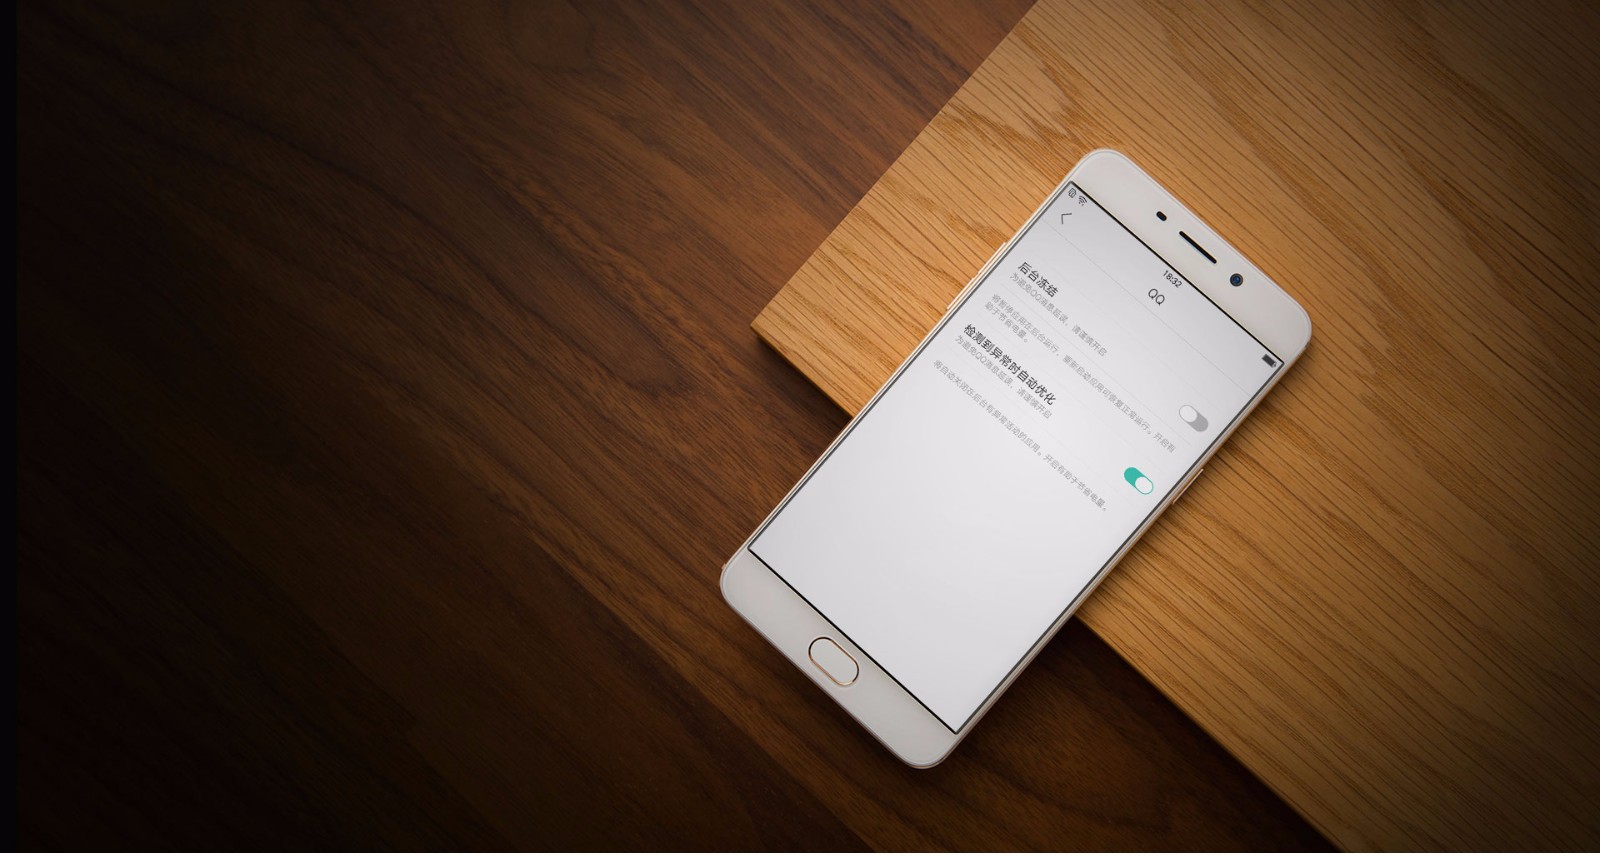 18:32
QQ
后台冻结
为避免QQ消息延误，请谨慎开启
将暂停应用在后台运行，重新启动应用可恢复正常运行。开启有
助于节省电量。
检测到异常时自动优化
为避免QQ消息延误，请谨慎开启
将自动关闭在后台有异常活动的应用。开启有助于节省电量。